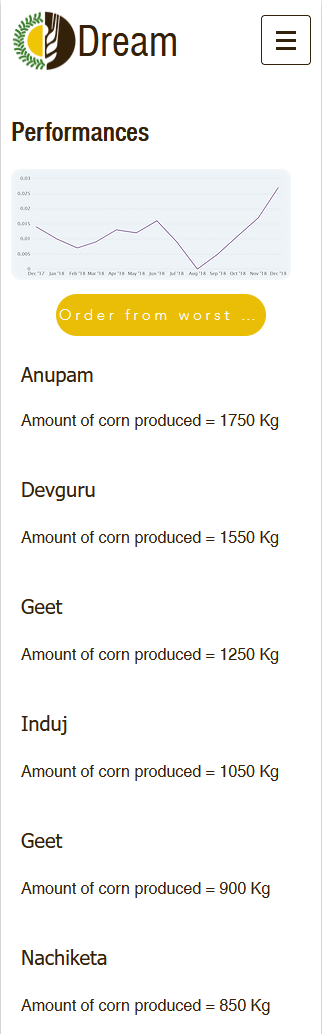 Dream
Performances
0.03
0.025
0.02
0.015
0.01
0.005
0
Dec '17 Jan '18 Feb '18 Mar '18 Apr '18 May '18 Jun '18 Jul '18 Aug '18 Sep '18 Oct '18 Nov '18 Dec '18
Order from worst ...
Anupam
Amount of corn produced = 1750 Kg
Devguru
Amount of corn produced = 1550 Kg
Geet
Amount of corn produced = 1250 Kg
Induj
Amount of corn produced = 1050 Kg
Geet
Amount of corn produced = 900 Kg
Nachiketa
Amount of corn produced = 850 Kg